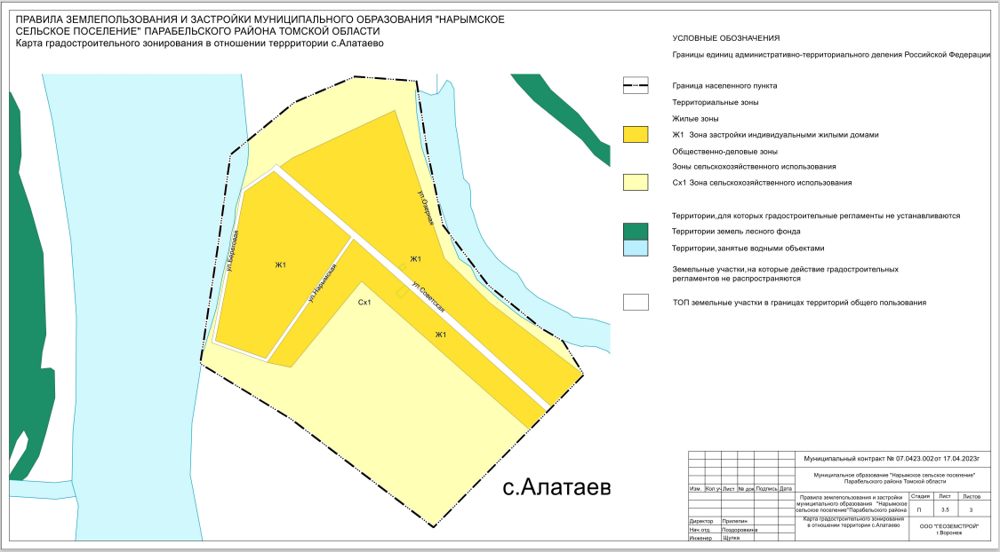 ПРАВИЛА ЗЕМЛЕПОЛЬЗОВАНИЯ И ЗАСТРОЙКИ МУНИЦИПАЛЬНОГО ОБРАЗОВАНИЯ "НАРЫМСКОЕ
СЕЛЬСКОЕ ПОСЕЛЕНИЕ" ПАРАБЕЛЬСКОГО РАЙОНА ТОМСКОЙ ОБЛАСТИ
Карта градостроительного зонирования в отношении террртории с.Алатаево
УСЛОВНЫЕ ОБОЗНАЧЕНИЯ
Границы единиц административно-территориального деления Российской Федерации
Граница населенного пункта
Территориальные зоны
Жилые зоны
Ж1 Зона застройки индивидуальными жилыми домами
Общественно-деловые зоны
Зоны сельскохозяйственного использования
Сх1 Зона сельскохозяйственного использования
Территории, для которых градостроительные регламенты не устанавливаются
Территории земель лесного фонда
Территории, занятые водными объектами
Земельные участки, на которые действие градостроительных
регламентов не распространяются
ТОП земельные участки в границах территорий общего пользования
ул.Озерная
ул.Береговая
Ж1
Ж1
ул.Нарымская
ул.Советская
Сх1
Ж1
с.Алатаев
Муниципальный контракт № 07.0423.002от 17.04.2023г
Муниципальное образование "Нарымское сельское поселение"
Парабельского района Томской области
Изм. Кол.уч Лист № док. Подпись Дата
Правила землепользования и застройки
муниципального образования "Нарымское
сельское поселение"Парабельского района
Стадия Лист Листов
П 3.5 3
Директор Прилепин
Нач.отд. Поздоровкина
Инженер Щупка
Карта градостроительного зонирования
в отношении территории с.Алатаево
ООО "ГЕОЗЕМСТРОЙ"
г.Воронеж